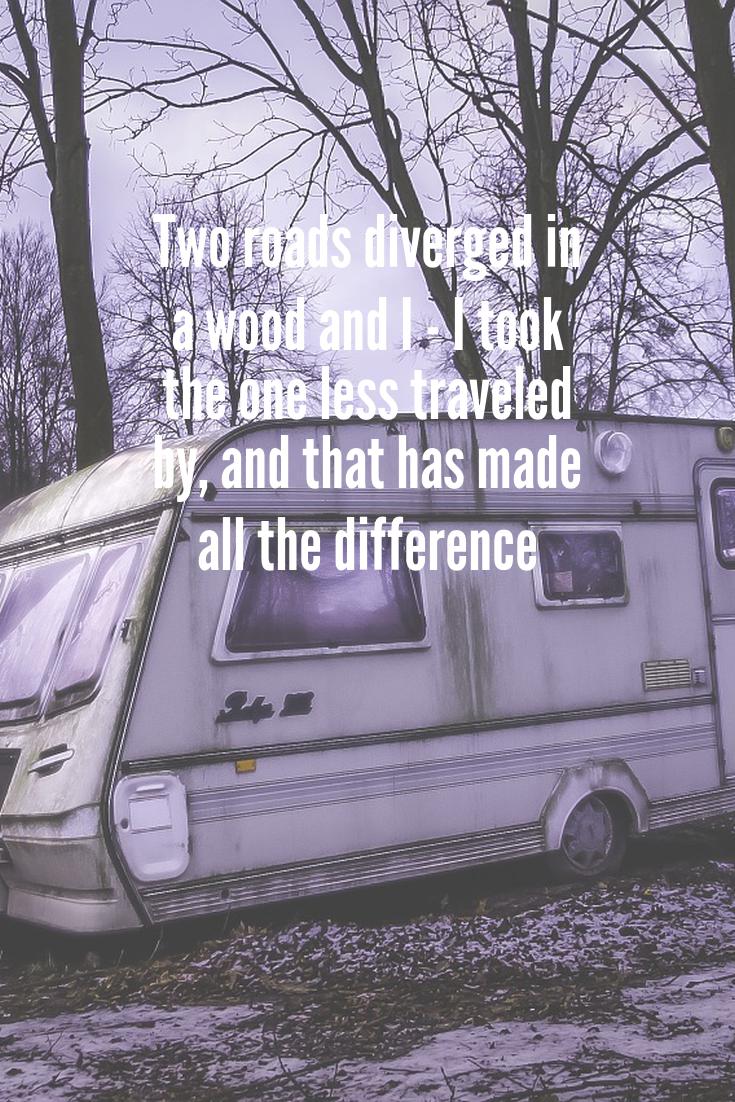 Two roads diverged in
a wood and I - I took
the one less traveled
by, and that has made
all the difference